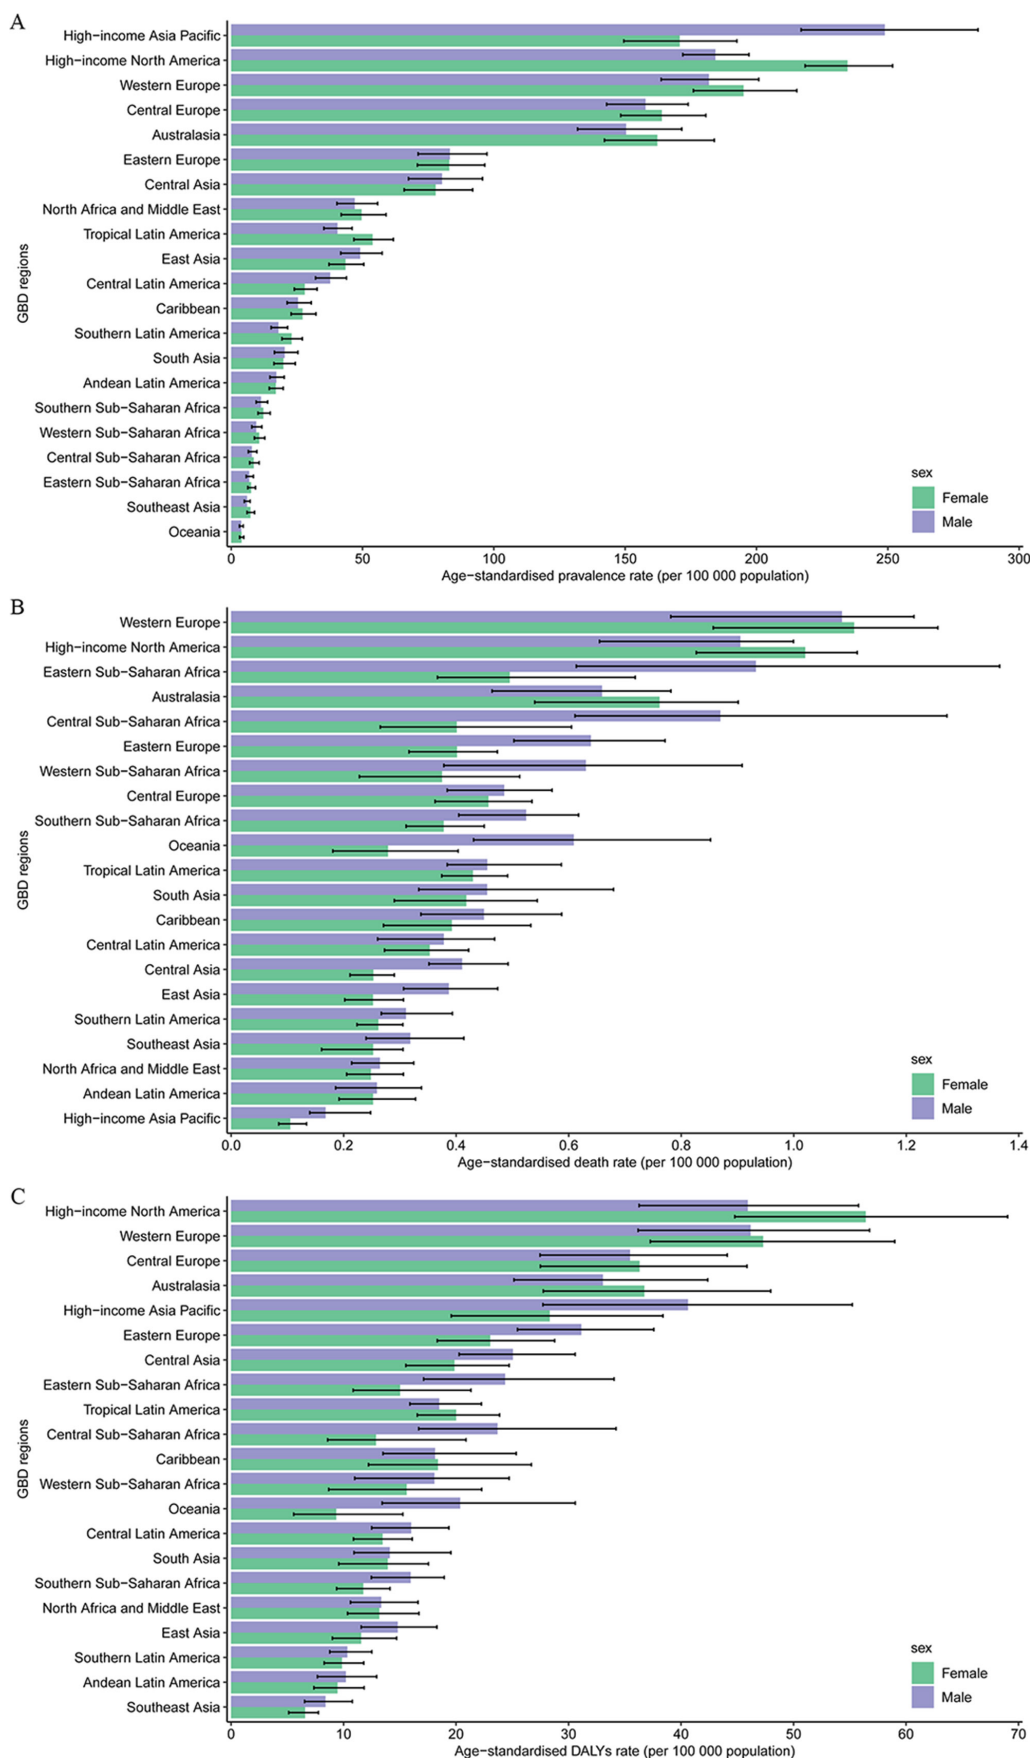 A
High-income Asia Pacific
High-income North America
Western Europe
Central Europe
Australasia
Eastern Europe
Central Asia
North Africa and Middle East
Tropical Latin America
East Asia
Central Latin America
Caribbean
Southern Latin America
South Asia
Andean Latin America
Southern Sub-Saharan Africa
Western Sub-Saharan Africa
Central Sub-Saharan Africa
Eastern Sub-Saharan Africa
Southeast Asia
Oceania
GBD regions
sex
Female
Male
0 50 100 150 200 250 300
Age-standardised pravalence rate (per 100 000 population)
B
Western Europe
High-income North America
Eastern Sub-Saharan Africa
Australasia
Central Sub-Saharan Africa
Eastern Europe
Western Sub-Saharan Africa
Central Europe
Southern Sub-Saharan Africa
Oceania
Tropical Latin America
South Asia
Caribbean
Central Latin America
Central Asia
East Asia
Southern Latin America
Southeast Asia
North Africa and Middle East
Andean Latin America
High-income Asia Pacific
GBD regions
sex
Female
Male
0.0 0.2 0.4 0.6 0.8 1.0 1.2 1.4
Age-standardised death rate (per 100 000 population)
C
High-income North America
Western Europe
Central Europe
Australasia
High-income Asia Pacific
Eastern Europe
Central Asia
Eastern Sub-Saharan Africa
Tropical Latin America
Central Sub-Saharan Africa
Caribbean
Western Sub-Saharan Africa
Oceania
Central Latin America
South Asia
Southern Sub-Saharan Africa
North Africa and Middle East
East Asia
Southern Latin America
Andean Latin America
Southeast Asia
GBD regions
sex
Female
Male
0 10 20 30 40 50 60 70
Age-standardised DALYs rate (per 100 000 population)